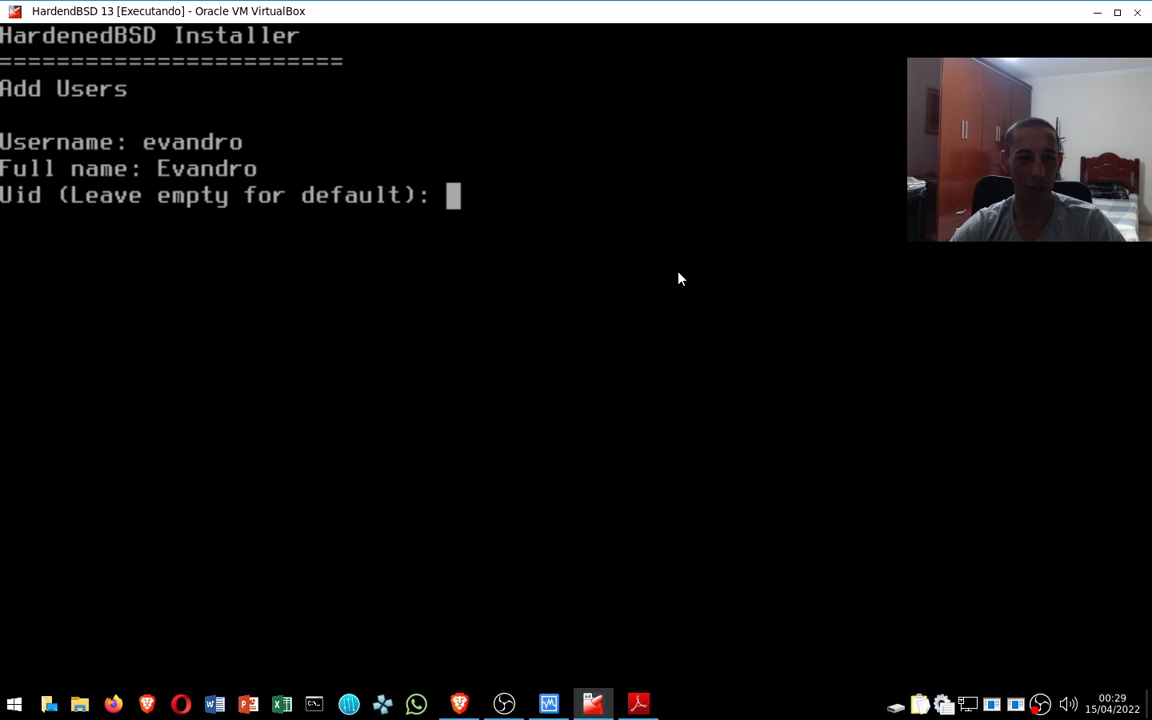 HardendBSD 13 [Executando] - Oracle VM VirtualBox
HardenedBSD Installer
========================
Add Users
Username: evandro
Full name: Evandro
Uid (Leave empty for default):
00:29
15/04/2022